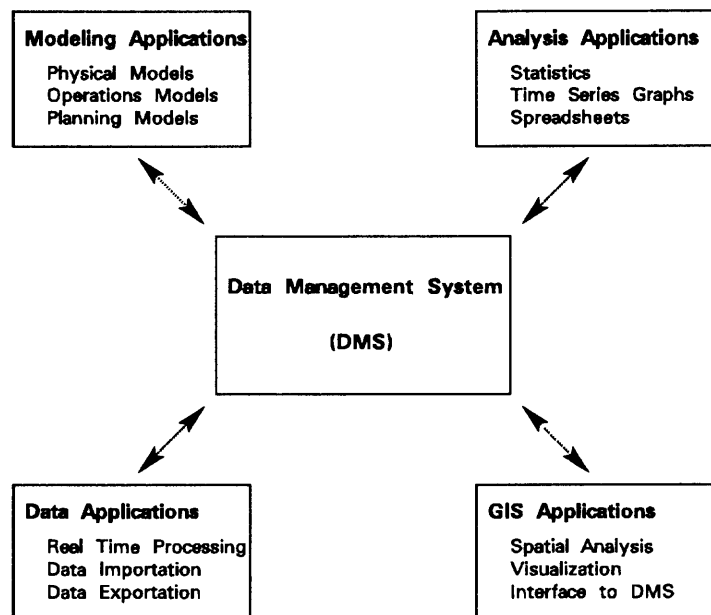 Modeling Applications
Physical Models
Operations Models
Planning Models
Analysis Applications
Statistics
Time Series Graphs
Spreadsheets
Data Management System
(DMS)
Data Applications
Reel Time Processing
Data Importation
Data Exportation
GIS Applications
Spatial Analysis
Visualization
Interface to DMS